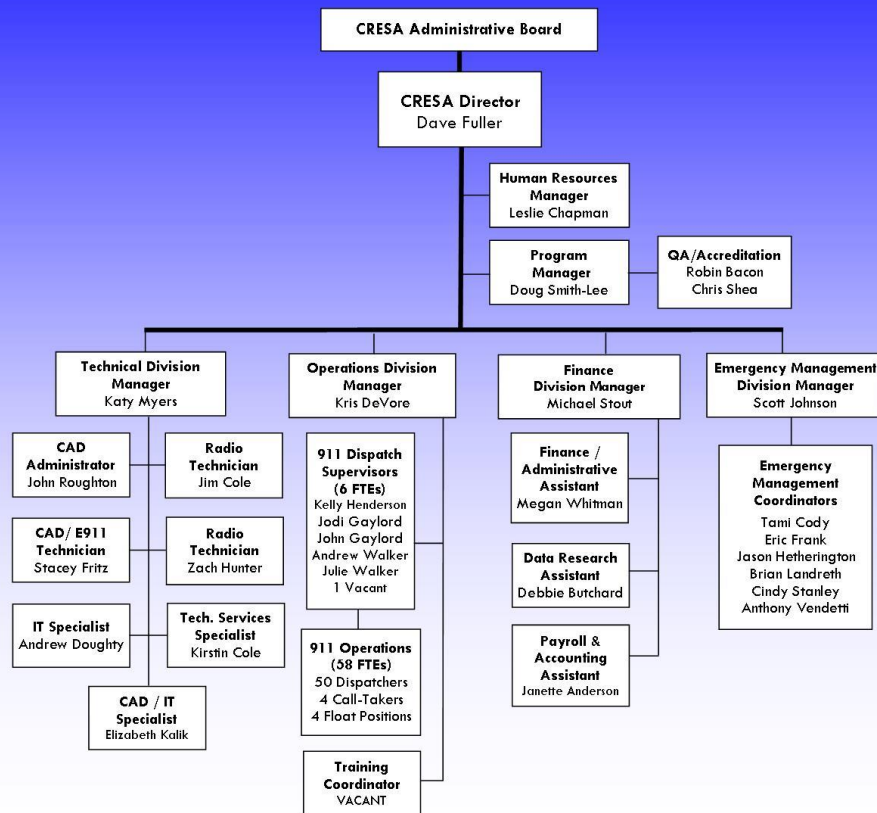 CRESA Administrative Board
CRESA Director
Dave Fuller
Human Resources
Manager
Leslie Chapman
Program
Manager
Doug Smith-Lee
QA/Accreditation
Robin Bacon
Chris Shea
Technical Division
Manager
Katy Myers
CAD
Administrator
John Roughton
Radio
Technician
Jim Cole
CAD/ E911
Technician
Stacey Fritz
Radio
Technician
Zach Hunter
IT Specialist
Andrew Doughty
Tech. Services
Specialist
Kirstin Cole
CAD / IT
Specialist
Elizabeth Kalik
Operations Division
Manager
Kris DeVore
911 Dispatch
Supervisors
(6 FTEs)
Kelly Henderson
Jodi Gaylord
John Gaylord
Andrew Walker
Julie Walker
1 Vacant
911 Operations
(58 FTEs)
50 Dispatchers
4 Call-Takers
4 Float Positions
Training
Coordinator
VACANT
Finance
Division Manager
Michael Stout
Finance /
Administrative
Assistant
Megan Whitman
Data Research
Assistant
Debbie Butchard
Payroll &
Accounting
Assistant
Janette Anderson
Emergency Management
Division Manager
Scott Johnson
Emergency
Management
Coordinators
Tami Cody
Eric Frank
Jason Hetherington
Brian Landreth
Cindy Stanley
Anthony Vendetti